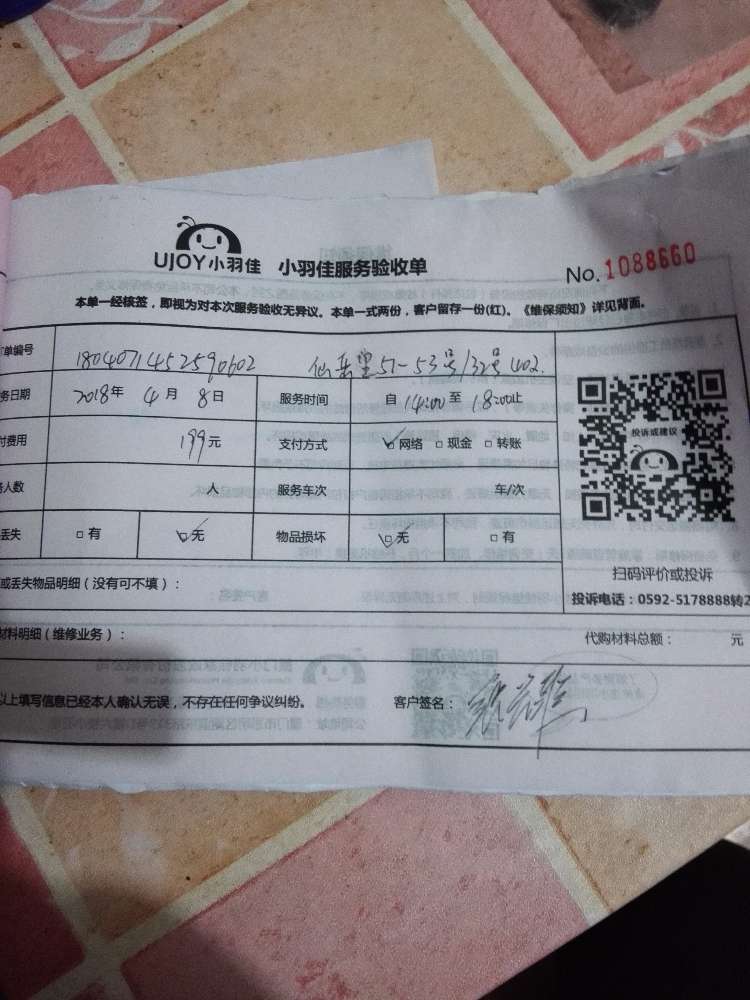 UJOY小羽佳 小羽佳服务验收单 No. 1088660
本单一经核签，即视为对本次服务验收无异议。本单一式两份，客户留存一份(红)。《维保须知》详见背面。
单编号 1804071452590602 仙岳里51-53号/32号402.
务日期 2018年 4 月 8 日 服务时间 自 14:00 至 18:00止
付费用 199元 支付方式 ☑网络 □现金 □转账
人数 人 服务车次 车/次
丢失 □有 ☑无 物品损坏 ☑无 □有
投诉或建议
扫码评价或投诉
投诉电话：0592-5178888转2
或丢失物品明细（没有可不填）：
材料明细（维修业务）： 代购材料总额： 元
以上填写信息已经本人确认无误，不存在任何争议纠纷。 客户签名：